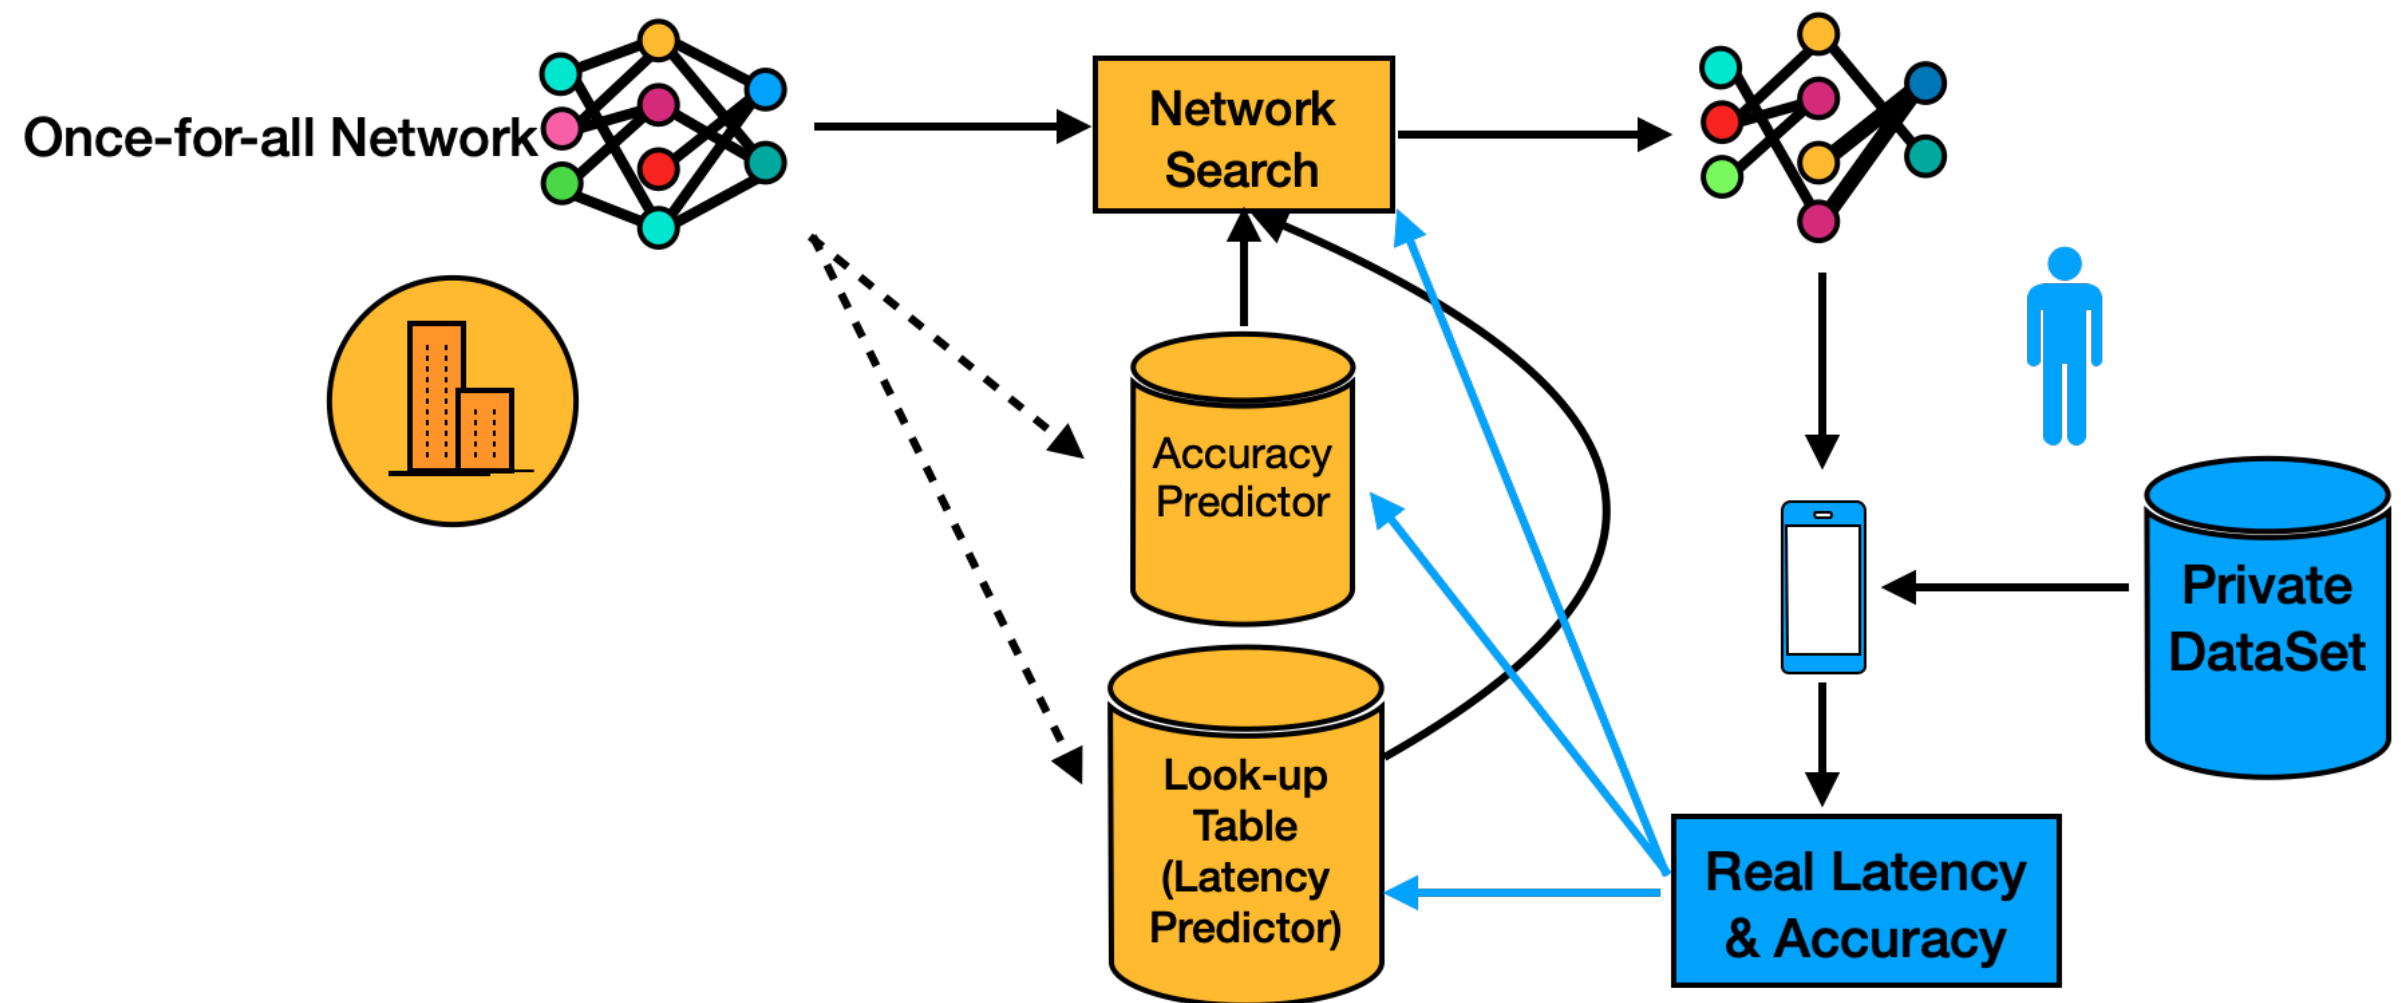 Once-for-all Network
Network
Search
Accuracy
Predictor
Look-up
Table
(Latency
Predictor)
Private
DataSet
Real Latency
& Accuracy